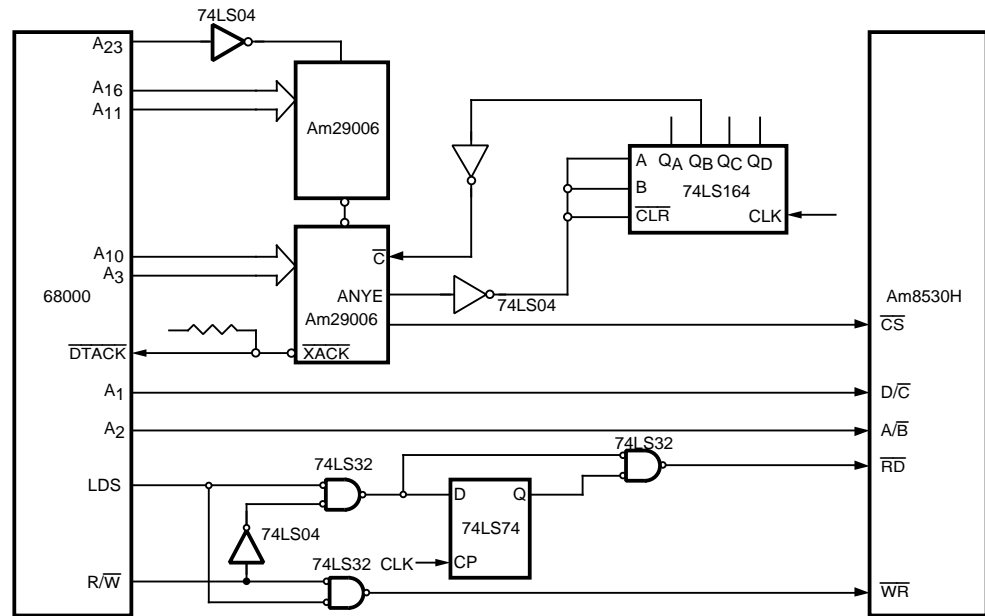 74LS04
A23
A16
A11
Am29006
A QA QB QC QD
B 74LS164
CLR CLK
A10
A3
C
68000
ANYE
74LS04
Am29006
Am8530H
CS
DTACK
XACK
A1
D/C
A2
A/B
74LS32
74LS32
RD
LDS
D Q
74LS04
74LS74
74LS32
CLK
CP
R/W
WR